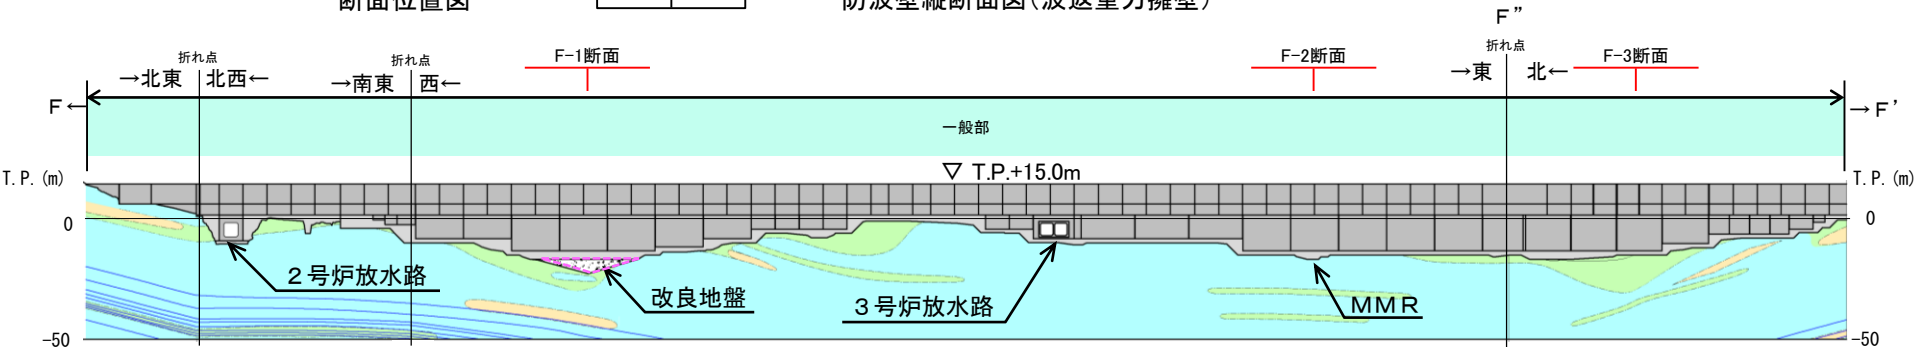 断面位置図
防波壁縦断面図(波返重力擁壁)
F”
折れ点
折れ点
折れ点
F-1断面
F-2断面
F-3断面
→北東
北西←
→南東
西←
→東
北←
F←
→F’
一般部
▽ T.P.+15.0m
T.P.(m)
T.P.(m)
0
0
2号炉放水路
改良地盤
3号炉放水路
MMR
-50
-50